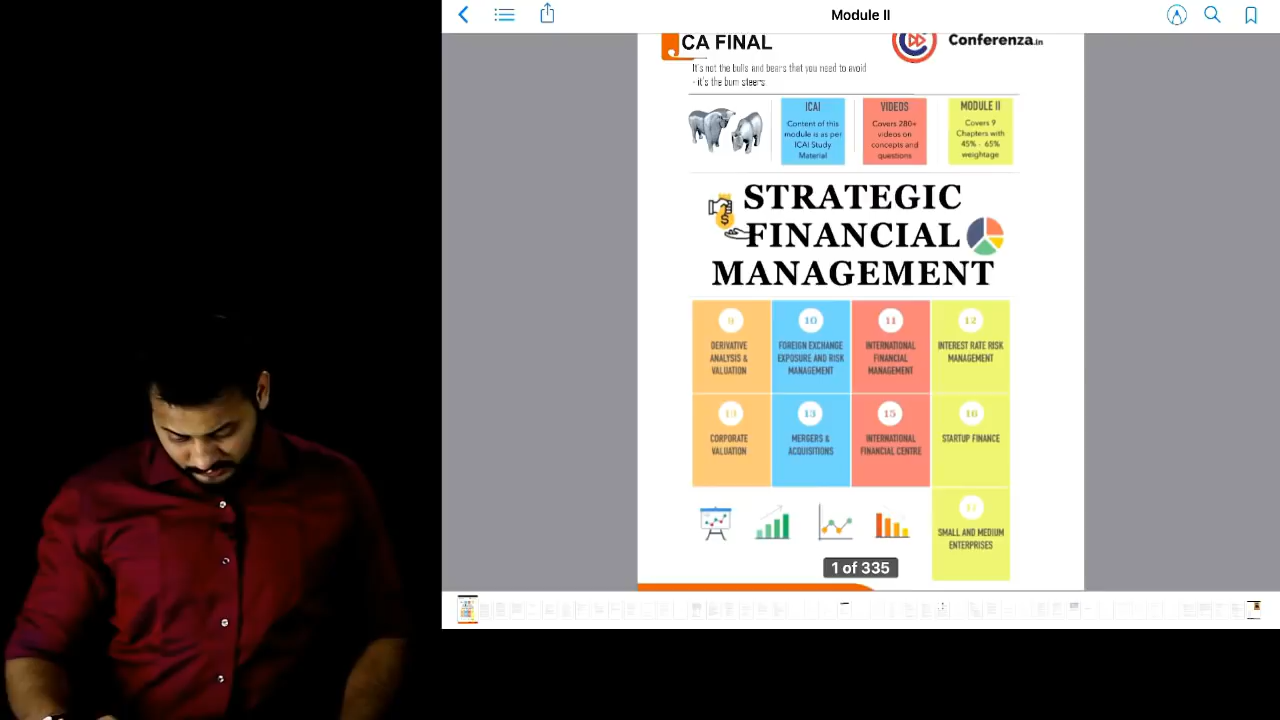 Module II
CA FINAL
Conferenza.in
It's not the bulls and bears that you need to avoid
- it's the bum steers
ICAI
Content of this
module is as per
ICAI Study
Material
VIDEOS
Covers 280+
videos on
concepts and
questions
MODULE II
Covers 9
Chapters with
45% - 65%
weightage
STRATEGIC
FINANCIAL
MANAGEMENT
9
DERIVATIVE
ANALYSIS &
VALUATION
10
FOREIGN EXCHANGE
EXPOSURE AND RISK
MANAGEMENT
11
INTERNATIONAL
FINANCIAL
MANAGEMENT
12
INTEREST RATE RISK
MANAGEMENT
13
CORPORATE
VALUATION
13
MERGERS &
ACQUISITIONS
15
INTERNATIONAL
FINANCIAL CENTRE
16
STARTUP FINANCE
17
SMALL AND MEDIUM
ENTERPRISES
1 of 335